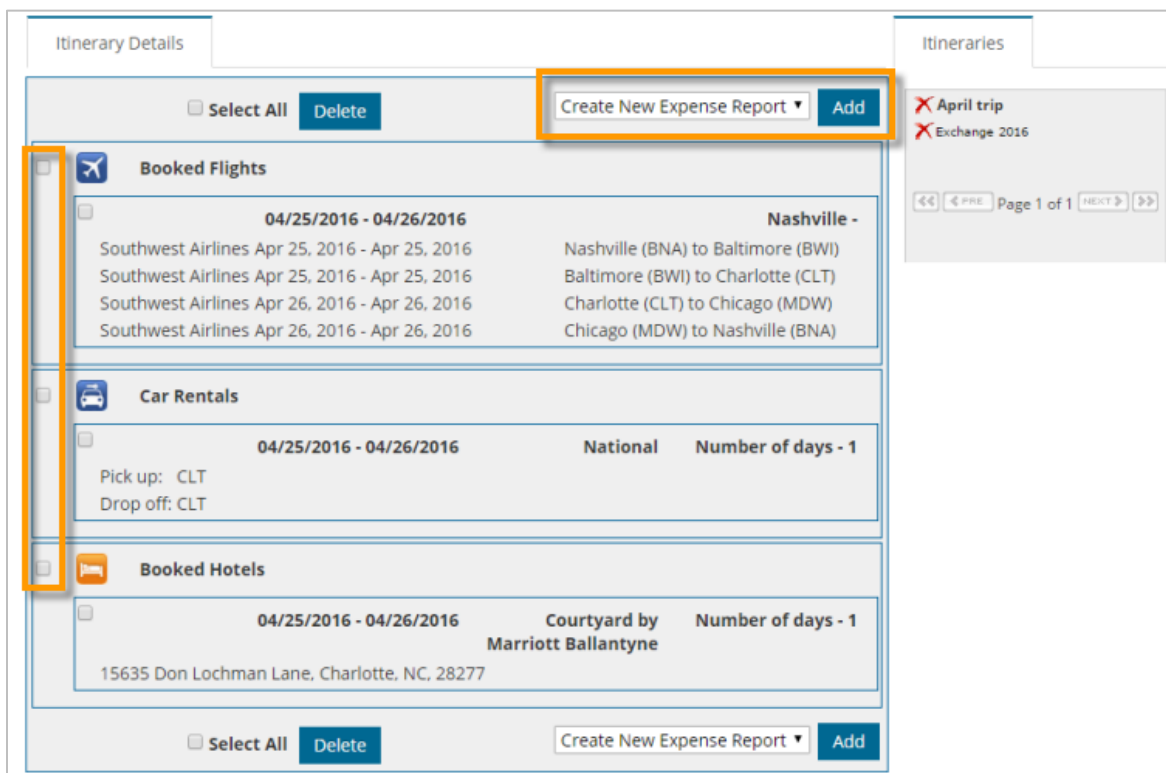 Itinerary Details
Itineraries
Select All Delete Create New Expense Report Add
April trip
Exchange 2016
PRE Page 1 of 1 NEXT
Booked Flights
04/25/2016 - 04/26/2016 Nashville -
Southwest Airlines Apr 25, 2016 - Apr 25, 2016 Nashville (BNA) to Baltimore (BWI)
Southwest Airlines Apr 25, 2016 - Apr 25, 2016 Baltimore (BWI) to Charlotte (CLT)
Southwest Airlines Apr 26, 2016 - Apr 26, 2016 Charlotte (CLT) to Chicago (MDW)
Southwest Airlines Apr 26, 2016 - Apr 26, 2016 Chicago (MDW) to Nashville (BNA)
Car Rentals
04/25/2016 - 04/26/2016 National Number of days - 1
Pick up: CLT
Drop off: CLT
Booked Hotels
04/25/2016 - 04/26/2016 Courtyard by Number of days - 1
Marriott Ballantyne
15635 Don Lochman Lane, Charlotte, NC, 28277
Select All Delete Create New Expense Report Add